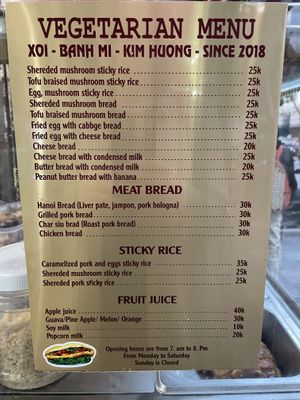 VEGETARIAN MENU
XOI - BANH MI - KIM HUONG - SINCE 2018
Shereded mushroom sticky rice 25k
Tofu braised mushroom sticky rice 25k
Egg, mushroom sticky rice 25k
Shereded mushroom bread 25k
Tofu braised mushroom bread 25k
Fried egg with cabbge bread 25k
Fried egg with cheese bread 25k
Cheese bread 20k
Cheese bread with condensed milk 25k
Butter bread with condensed milk 20k
Peanut butter bread with banana 25k
MEAT BREAD
Hanoi Bread (Liver pate, jampon, pork bologna) 30k
Grilled pork bread 30k
Char siu brad (Roast pork bread) 30k
Chicken bread 30k
STICKY RICE
Caramelized pork and eggs sticky rice 35k
Shereded mushroom sticky rice 25k
Shereded pork sticky rice 25k
FRUIT JUICE
Apple juice 40k
Guava/Pine Apple/ Melon/ Orange 30k
Soy milk 10k
Popcorn milk 20k
Opening hours are from 7. am to 8. Pm
From Monday to Saturday
Sunday is Closed